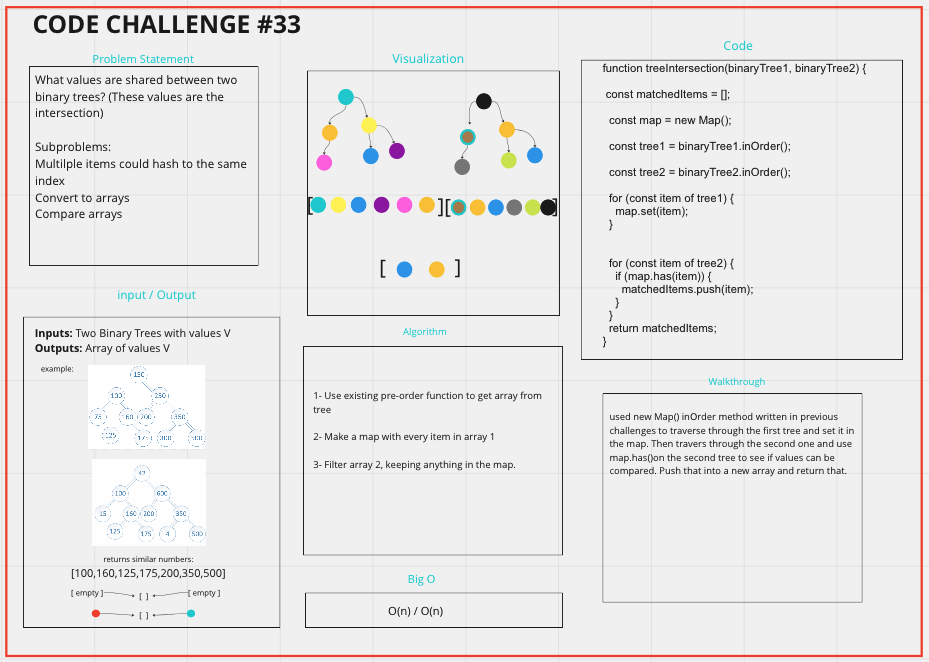 CODE CHALLENGE #33
Problem Statement
What values are shared between two
binary trees? (These values are the
intersection)
Subproblems:
Multilple items could hash to the same
index
Convert to arrays
Compare arrays
input / Output
Inputs: Two Binary Trees with values V
Outputs: Array of values V
example:
150
100 250
75 160 200 350
125 175 300 500
42
100 600
15 160 200 350
125 175 4 500
returns similar numbers:
[100,160,125,175,200,350,500]
[ empty ] [ ] [ empty ]
[ ]
Visualization
[ ] [ ]
[ ]
Algorithm
1- Use existing pre-order function to get array from
tree
2- Make a map with every item in array 1
3- Filter array 2, keeping anything in the map.
Big O
O(n) / O(n)
Code
function treeIntersection(binaryTree1, binaryTree2) {
const matchedItems = [];
const map = new Map();
const tree1 = binaryTree1.inOrder();
const tree2 = binaryTree2.inOrder();
for (const item of tree1) {
map.set(item);
}
for (const item of tree2) {
if (map.has(item)) {
matchedItems.push(item);
}
}
return matchedItems;
}
Walkthrough
used new Map() inOrder method written in previous
challenges to traverse through the first tree and set it in
the map. Then travers through the second one and use
map.has()on the second tree to see if values can be
compared. Push that into a new array and return that.